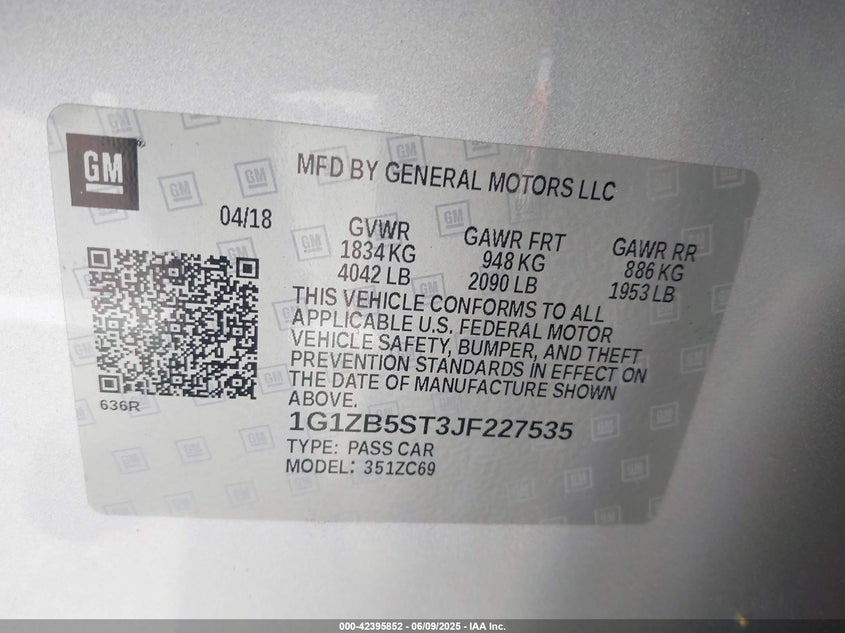 GM
MFD BY GENERAL MOTORS LLC
04/18
GVWR GAWR FRT GAWR RR
1834 KG 948 KG 886 KG
4042 LB 2090 LB 1953 LB
THIS VEHICLE CONFORMS TO ALL
APPLICABLE U.S. FEDERAL MOTOR
VEHICLE SAFETY, BUMPER, AND THEFT
PREVENTION STANDARDS IN EFFECT ON
THE DATE OF MANUFACTURE SHOWN
ABOVE.
636R
1G1ZB5ST3JF227535
TYPE: PASS CAR
MODEL: 351ZC69
000-42395852 - 06/09/2025 - IAA Inc.